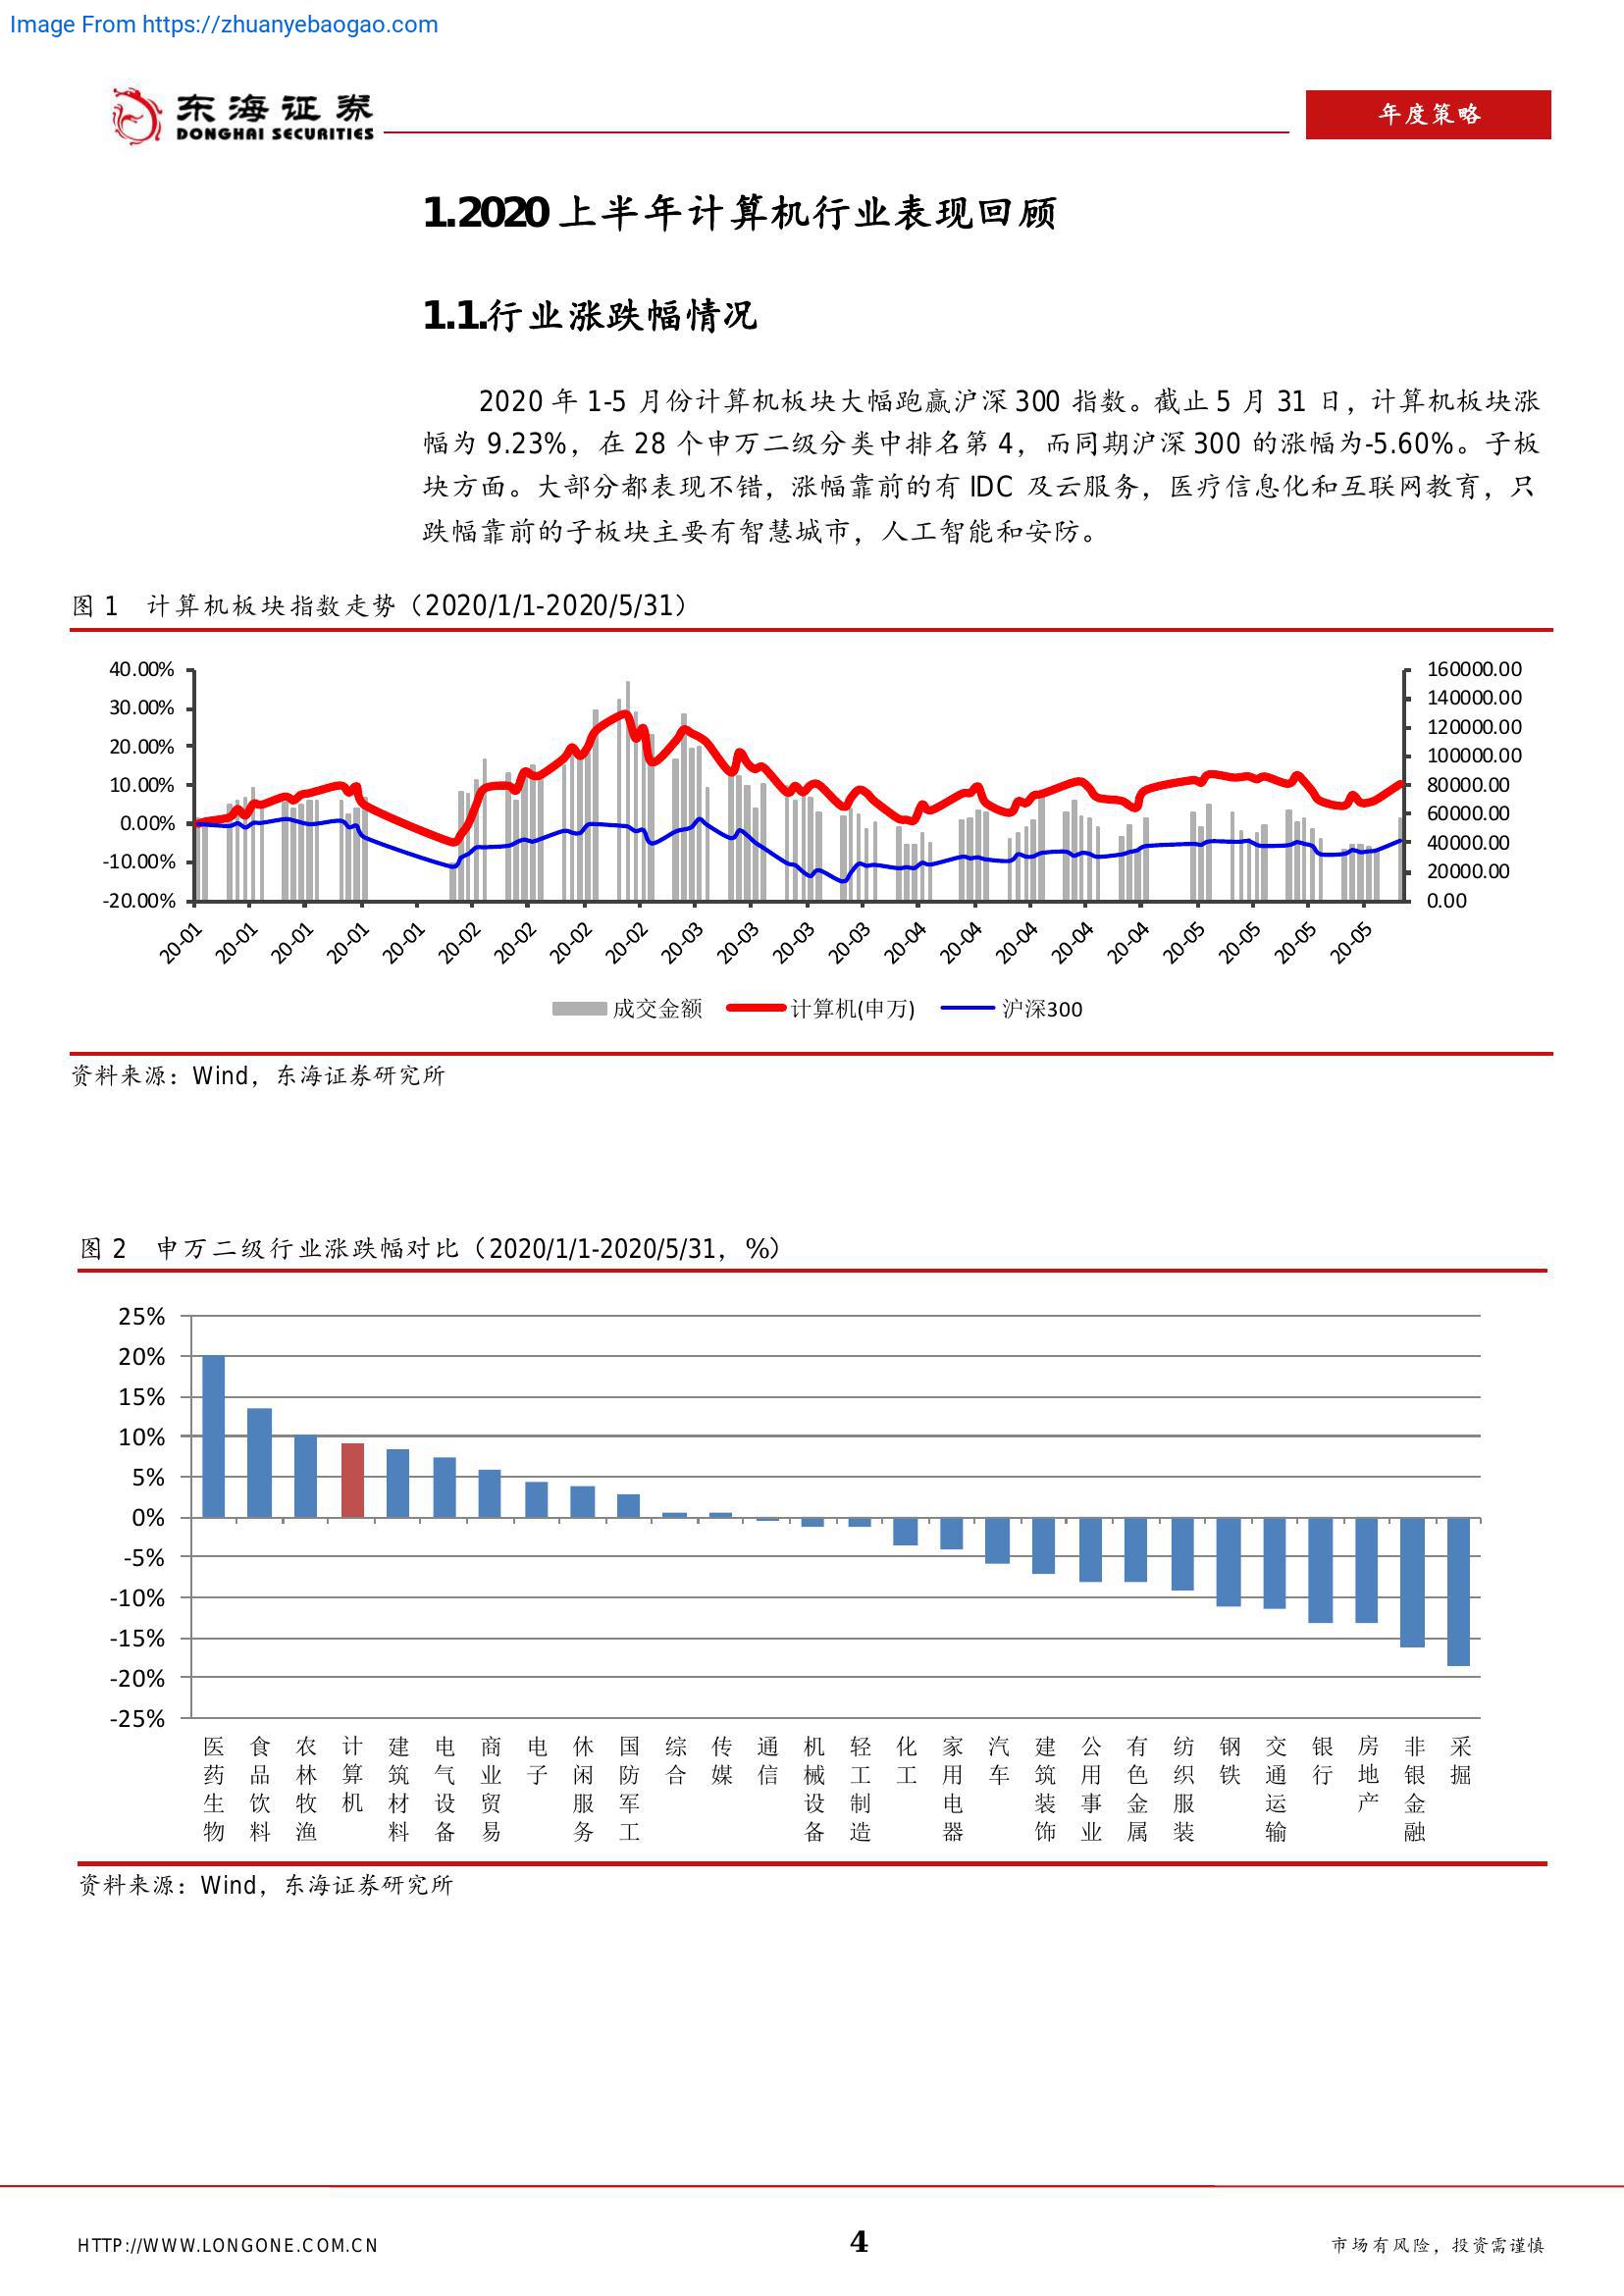 Image From https://zhuanyebaogao.com
东海证券
DONGHAI SECURITIES
年度策略
1.2020上半年计算机行业表现回顾
1.1.行业涨跌幅情况
2020 年 1-5 月份计算机板块大幅跑赢沪深 300 指数。截止 5 月 31 日，计算机板块涨
幅为 9.23%，在 28 个申万二级分类中排名第 4，而同期沪深 300 的涨幅为-5.60%。子板
块方面。大部分都表现不错，涨幅靠前的有 IDC 及云服务，医疗信息化和互联网教育，只
跌幅靠前的子板块主要有智慧城市，人工智能和安防。
图 1 计算机板块指数走势（2020/1/1-2020/5/31）
40.00%
30.00%
20.00%
10.00%
0.00%
-10.00%
-20.00%
160000.00
140000.00
120000.00
100000.00
80000.00
60000.00
40000.00
20000.00
0.00
20-01 20-01 20-01 20-01 20-01 20-02 20-02 20-02 20-02 20-03 20-03 20-03 20-03 20-04 20-04 20-04 20-04 20-04 20-05 20-05 20-05 20-05
成交金额 计算机(申万) 沪深300
资料来源：Wind，东海证券研究所
图 2 申万二级行业涨跌幅对比（2020/1/1-2020/5/31，%）
25%
20%
15%
10%
5%
0%
-5%
-10%
-15%
-20%
-25%
医药生物 食品饮料 农林牧渔 计算机 建筑材料 电气设备 商业贸易 电子 休闲服务 国防军工 综合 传媒 通信 机械设备 轻工制造 化工 家用电器 汽车 建筑装饰 公用事业 有色金属 纺织服装 钢铁 交通运输 银行 房地产 非银金融 采掘
资料来源：Wind，东海证券研究所
HTTP://WWW.LONGONE.COM.CN
4
市场有风险，投资需谨慎